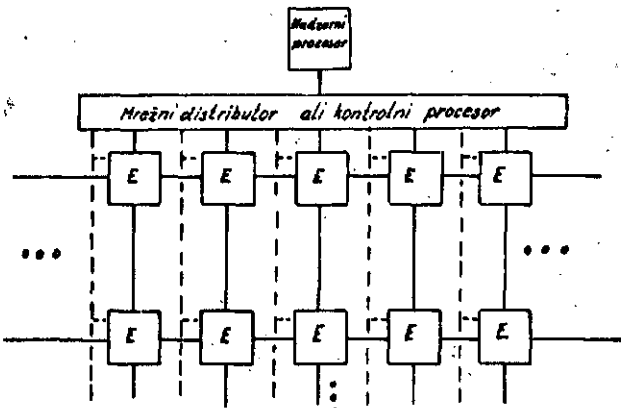 Nadzorni
procesor
Mrežni distributor ali kontrolni procesor
E E E E E
E E E E E